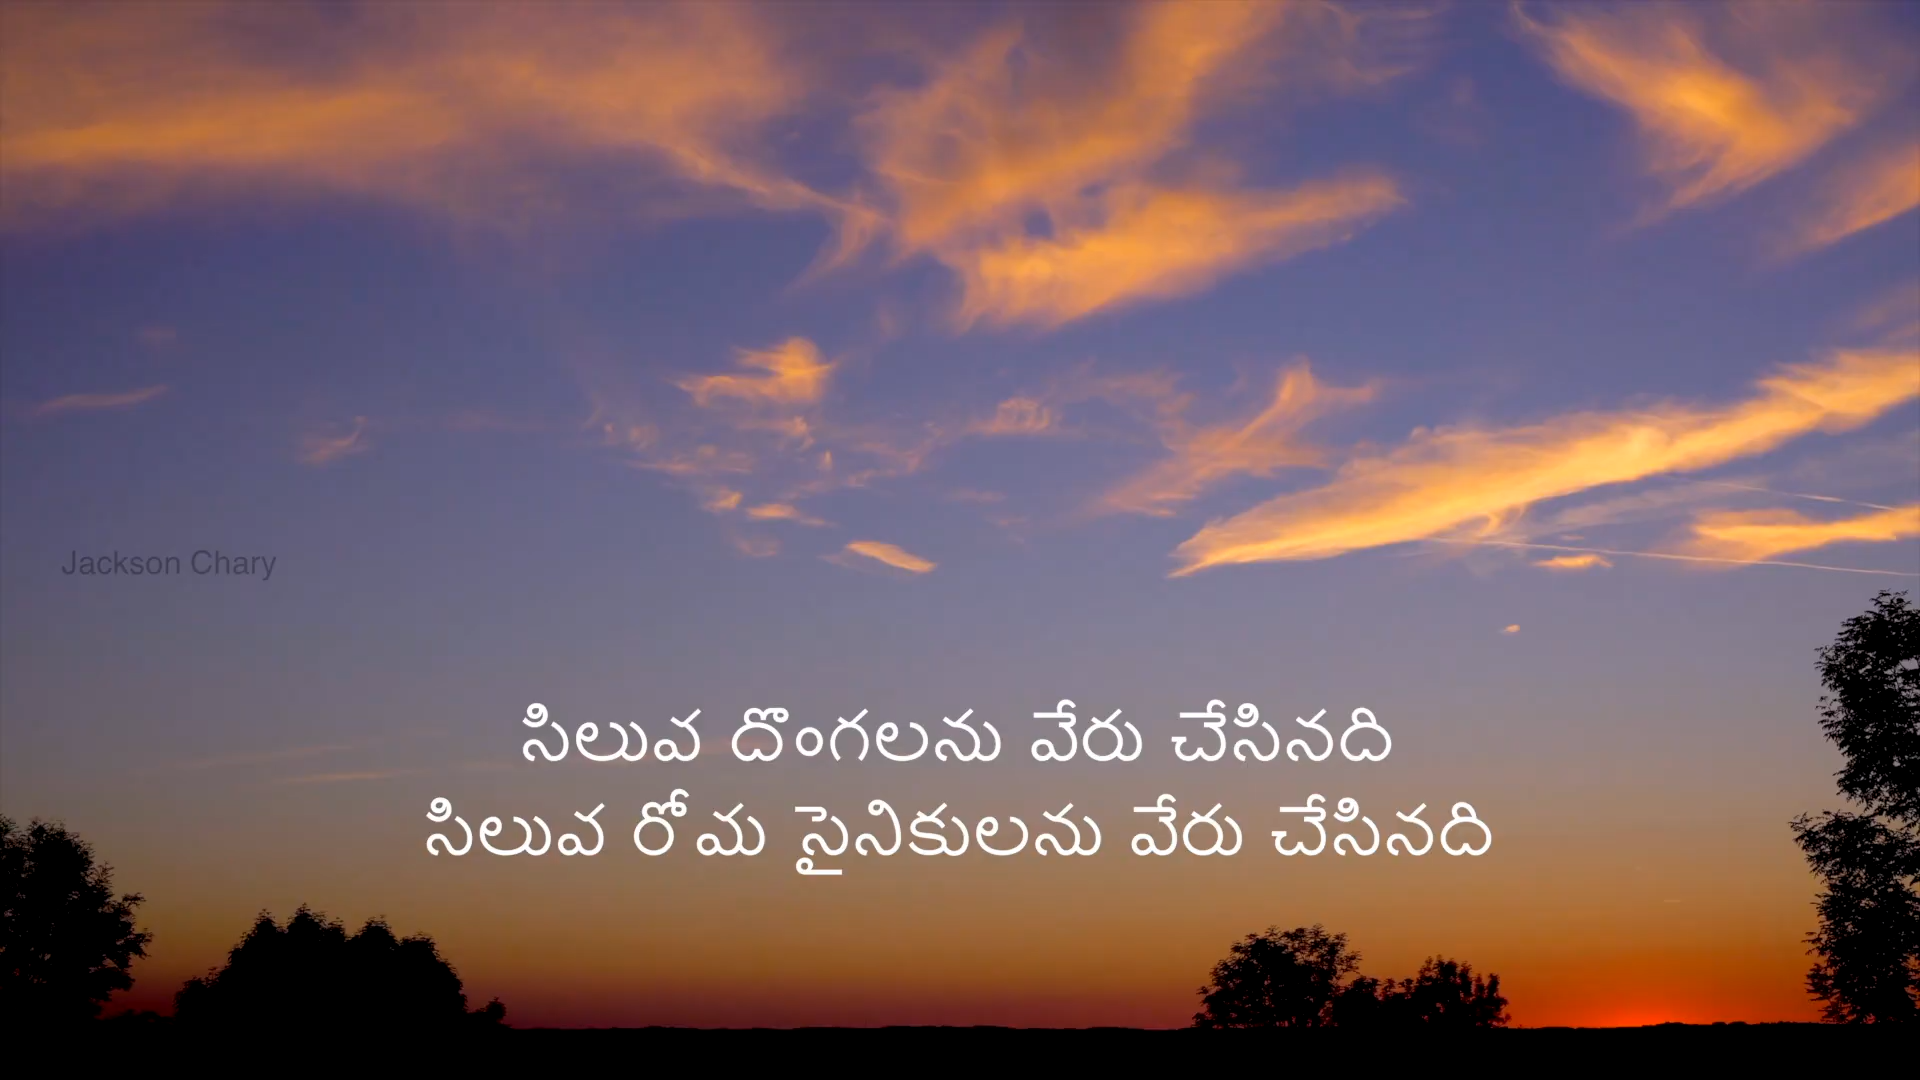 Jackson Chary
సిలువ దొంగలను వేరు చేసినది
సిలువ రోమ సైనికులను వేరు చేసినది